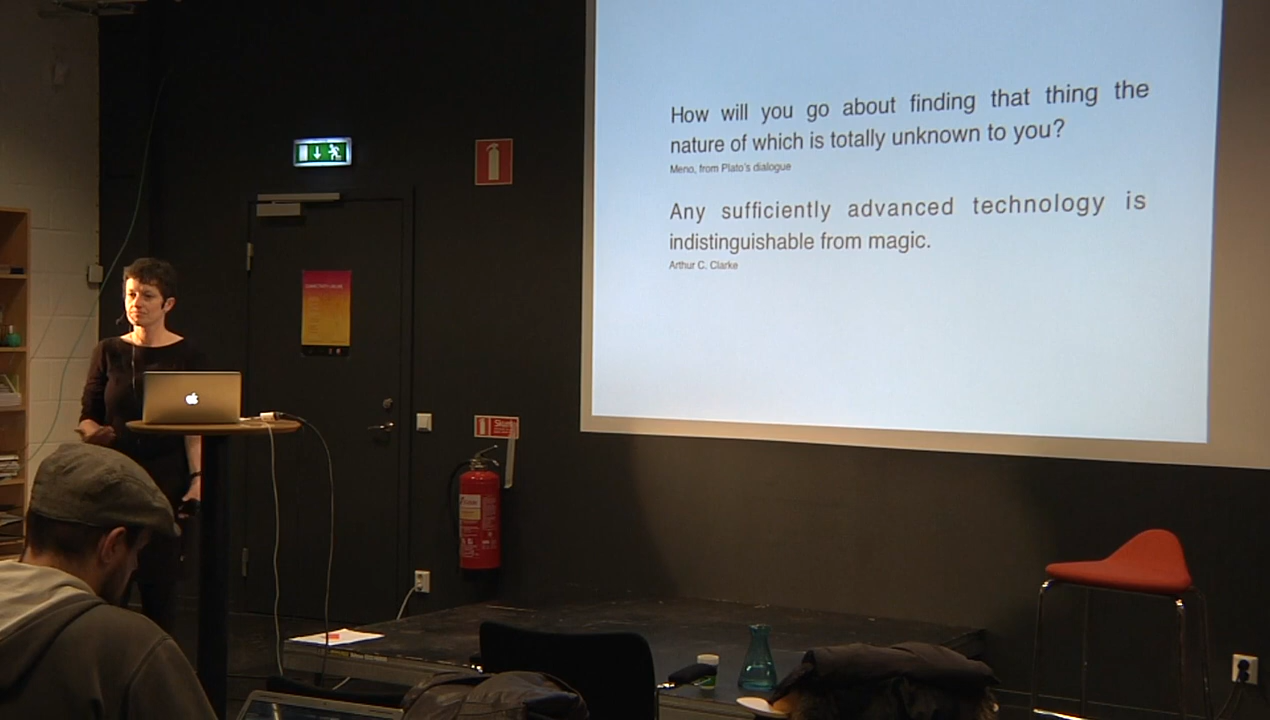 How will you go about finding that thing the
nature of which is totally unknown to you?
Meno, from Plato's dialogue
Any sufficiently advanced technology is
indistinguishable from magic.
Arthur C. Clarke